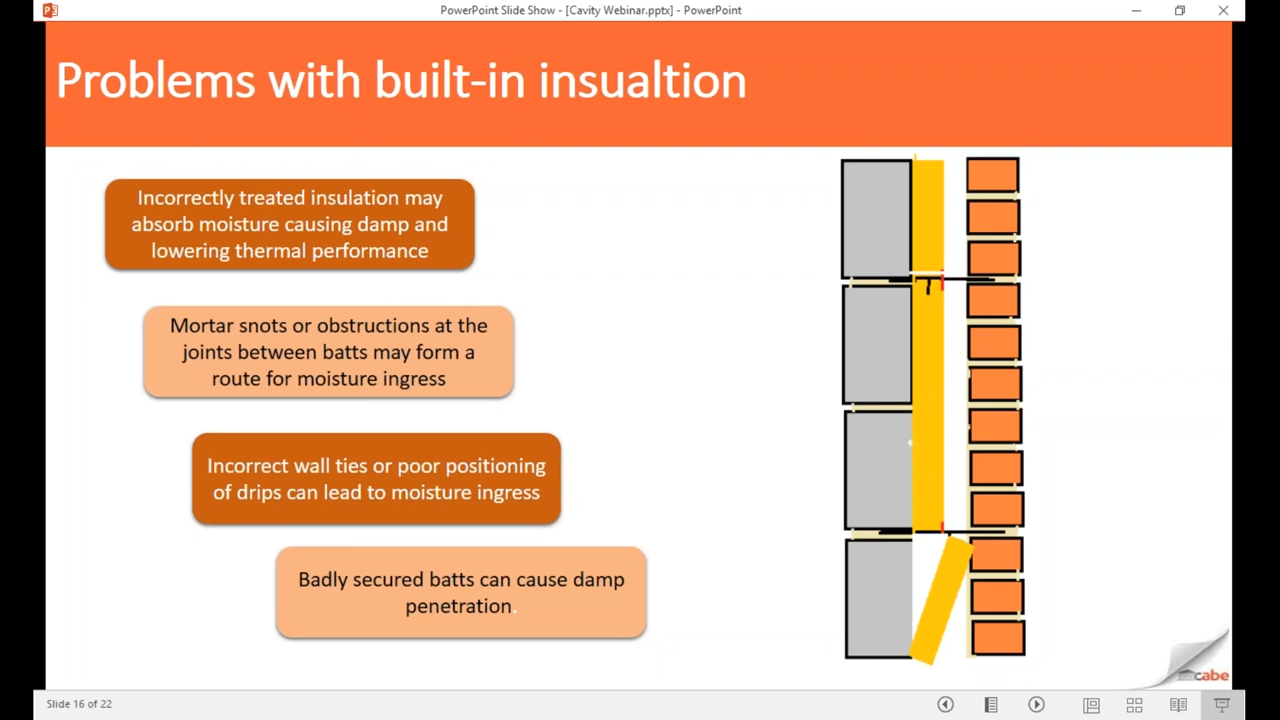 PowerPoint Slide Show - [Cavity Webinar.pptx] - PowerPoint
Problems with built-in insualtion
Incorrectly treated insulation may
absorb moisture causing damp and
lowering thermal performance
Mortar snots or obstructions at the
joints between batts may form a
route for moisture ingress
Incorrect wall ties or poor positioning
of drips can lead to moisture ingress
Badly secured batts can cause damp
penetration.
cabe
Slide 16 of 22